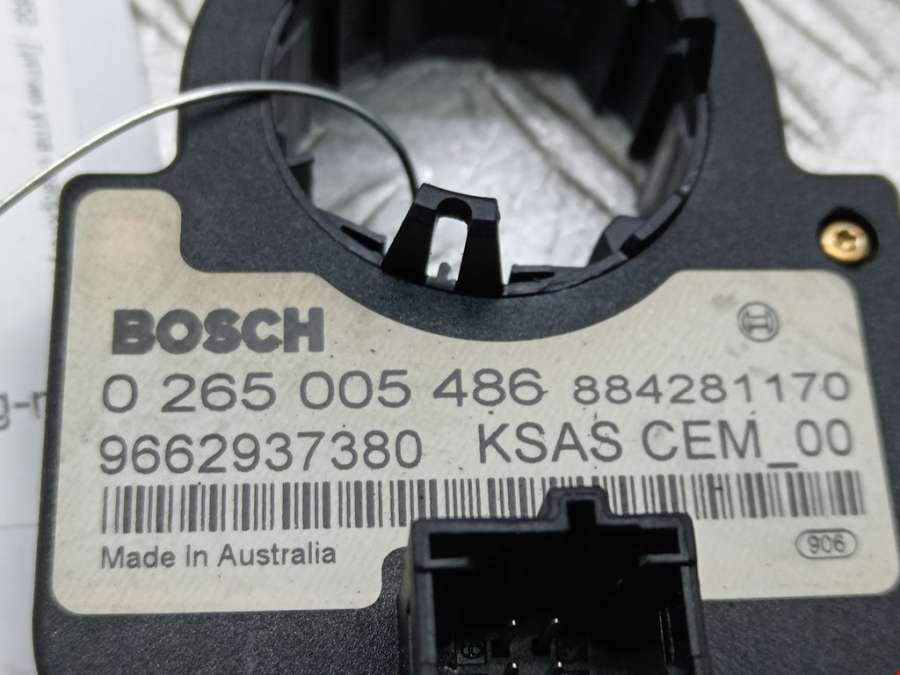 BOSCH
0 265 005 486 884281170
9662937380 KSAS CEM_00
Made in Australia
906